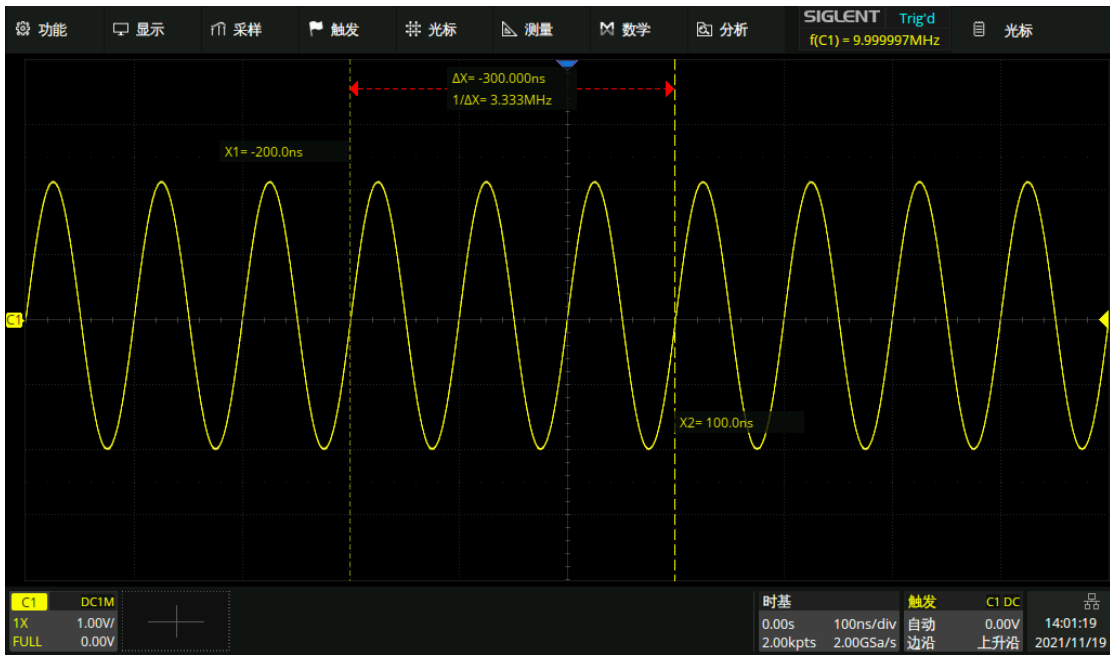 功能 显示 采样 触发 光标 测量 数学 分析 SIGLENT Trig'd 光标
f(C1) = 9.999997MHz
ΔX= -300.000ns
1/ΔX= 3.333MHz
X1= -200.0ns
C1
X2= 100.0ns
C1 DC1M
1X 1.00V/
FULL 0.00V
时基
0.00s 100ns/div
2.00kpts 2.00GSa/s
触发 C1 DC
自动 0.00V
边沿 上升沿
14:01:19
2021/11/19